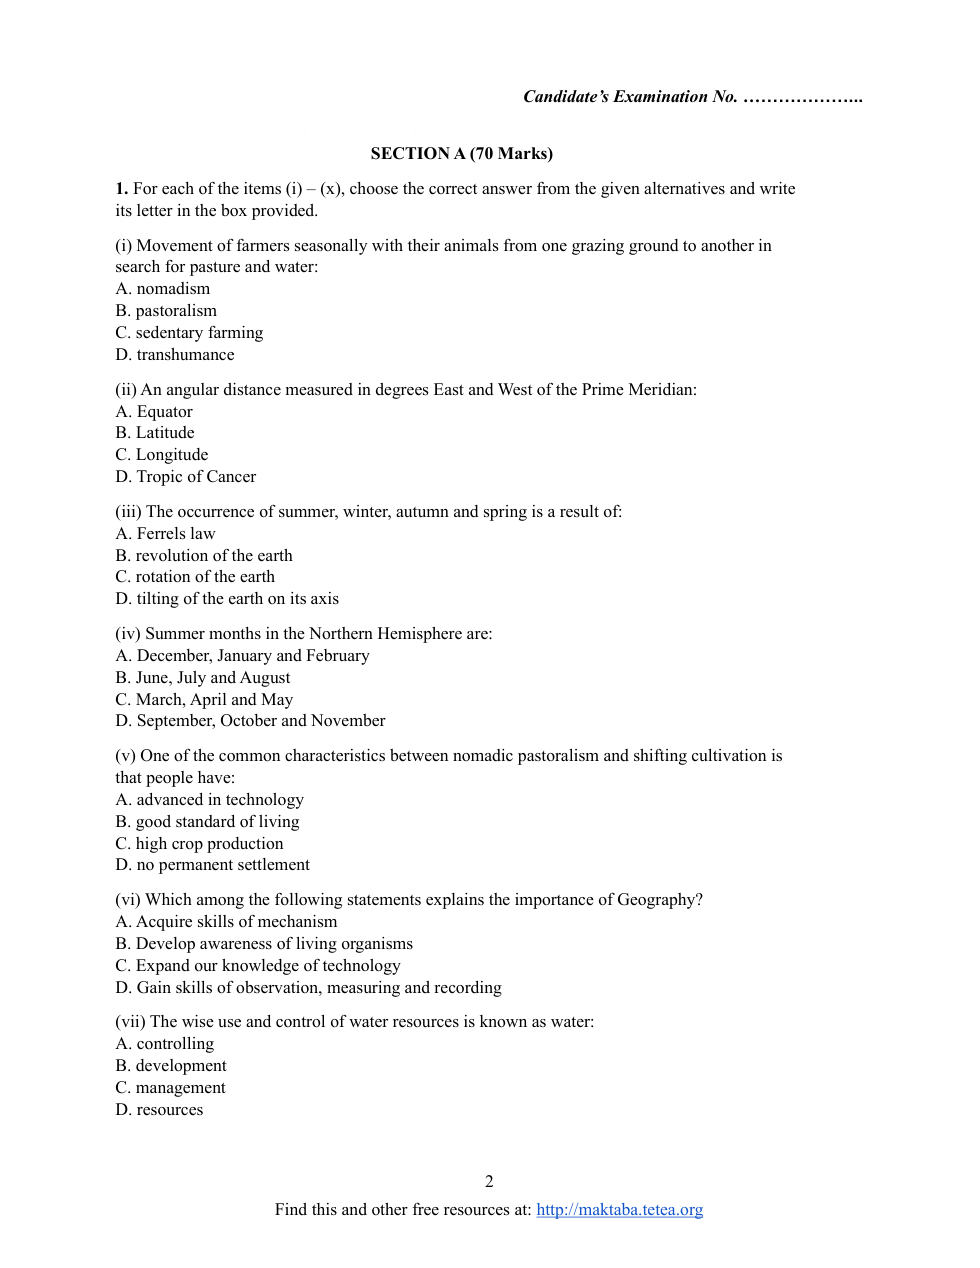 Candidate's Examination No. ………………...
SECTION A (70 Marks)
1. For each of the items (i) – (x), choose the correct answer from the given alternatives and write
its letter in the box provided.
(i) Movement of farmers seasonally with their animals from one grazing ground to another in
search for pasture and water:
A. nomadism
B. pastoralism
C. sedentary farming
D. transhumance
(ii) An angular distance measured in degrees East and West of the Prime Meridian:
A. Equator
B. Latitude
C. Longitude
D. Tropic of Cancer
(iii) The occurrence of summer, winter, autumn and spring is a result of:
A. Ferrels law
B. revolution of the earth
C. rotation of the earth
D. tilting of the earth on its axis
(iv) Summer months in the Northern Hemisphere are:
A. December, January and February
B. June, July and August
C. March, April and May
D. September, October and November
(v) One of the common characteristics between nomadic pastoralism and shifting cultivation is
that people have:
A. advanced in technology
B. good standard of living
C. high crop production
D. no permanent settlement
(vi) Which among the following statements explains the importance of Geography?
A. Acquire skills of mechanism
B. Develop awareness of living organisms
C. Expand our knowledge of technology
D. Gain skills of observation, measuring and recording
(vii) The wise use and control of water resources is known as water:
A. controlling
B. development
C. management
D. resources
2
Find this and other free resources at: http://maktaba.tetea.org